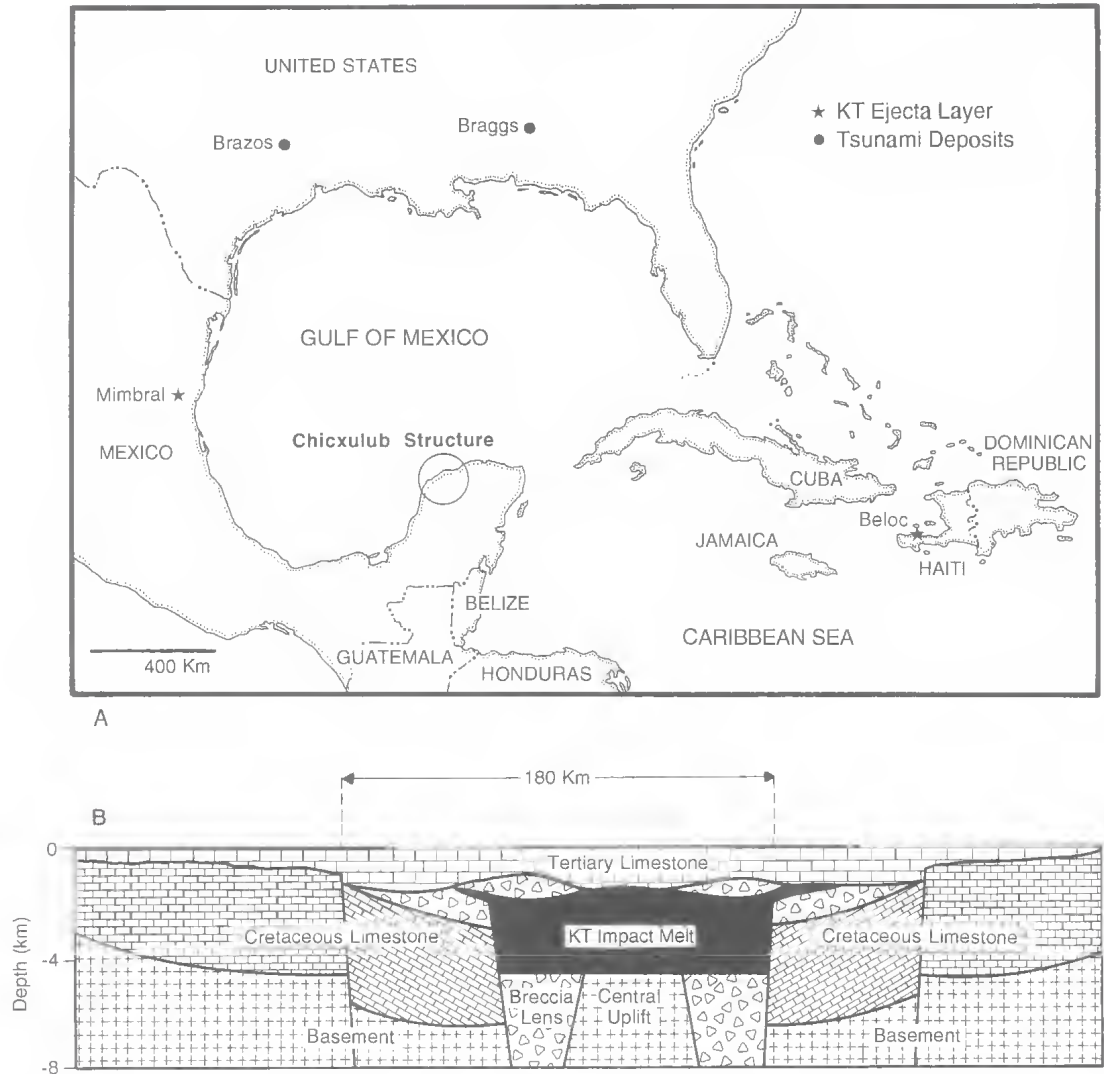 UNITED STATES
★ KT Ejecta Layer
● Tsunami Deposits
Brazos
Braggs
GULF OF MEXICO
Mimbral
MEXICO
Chicxulub Structure
CUBA
DOMINICAN
REPUBLIC
Beloc
JAMAICA
HAITI
BELIZE
CARIBBEAN SEA
400 Km
GUATEMALA
HONDURAS
A
180 Km
B
0
Tertiary Limestone
Cretaceous Limestone
KT Impact Melt
Cretaceous Limestone
Depth (km)
-4
Breccia
Lens
Central
Uplift
Basement
Basement
-8